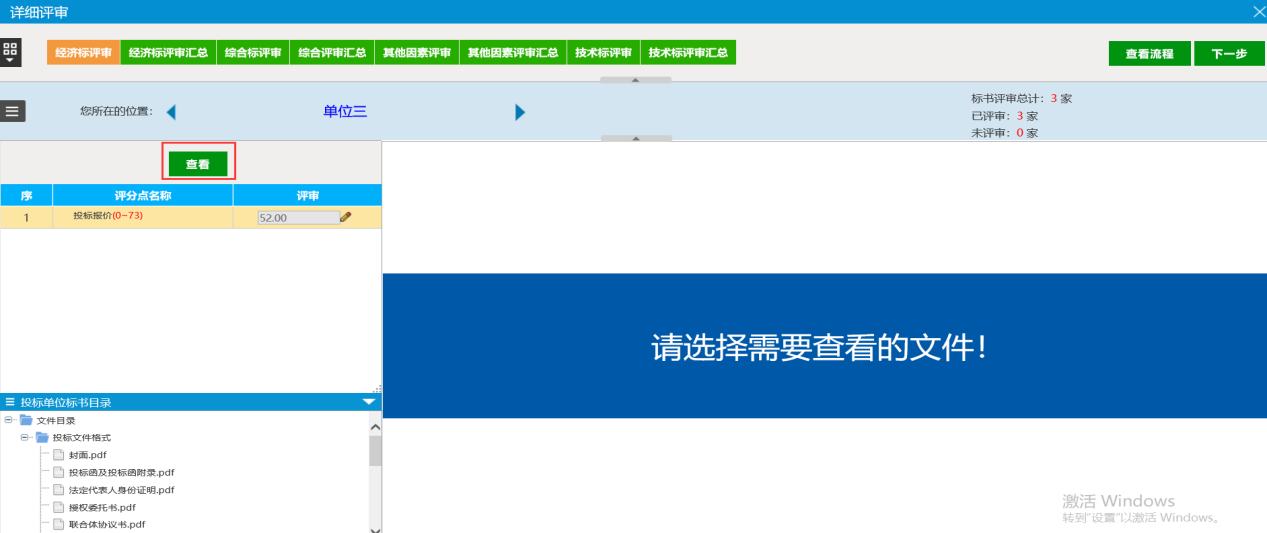 详细评审
经济标评审 经济标评审汇总 综合标评审 综合评审汇总 其他因素评审 其他因素评审汇总 技术标评审 技术标评审汇总 查看流程 下一步
您所在的位置: 单位三
标书评审总计: 3 家
已评审: 3 家
未评审: 0 家
查看
序 评分点名称 评审
1 投标报价(0~73) 52.00
请选择需要查看的文件!
投标单位标书目录
文件目录
投标文件格式
封面.pdf
投标函及投标函附录.pdf
法定代表人身份证明.pdf
授权委托书.pdf
联合体协议书.pdf
激活 Windows
转到"设置"以激活 Windows。